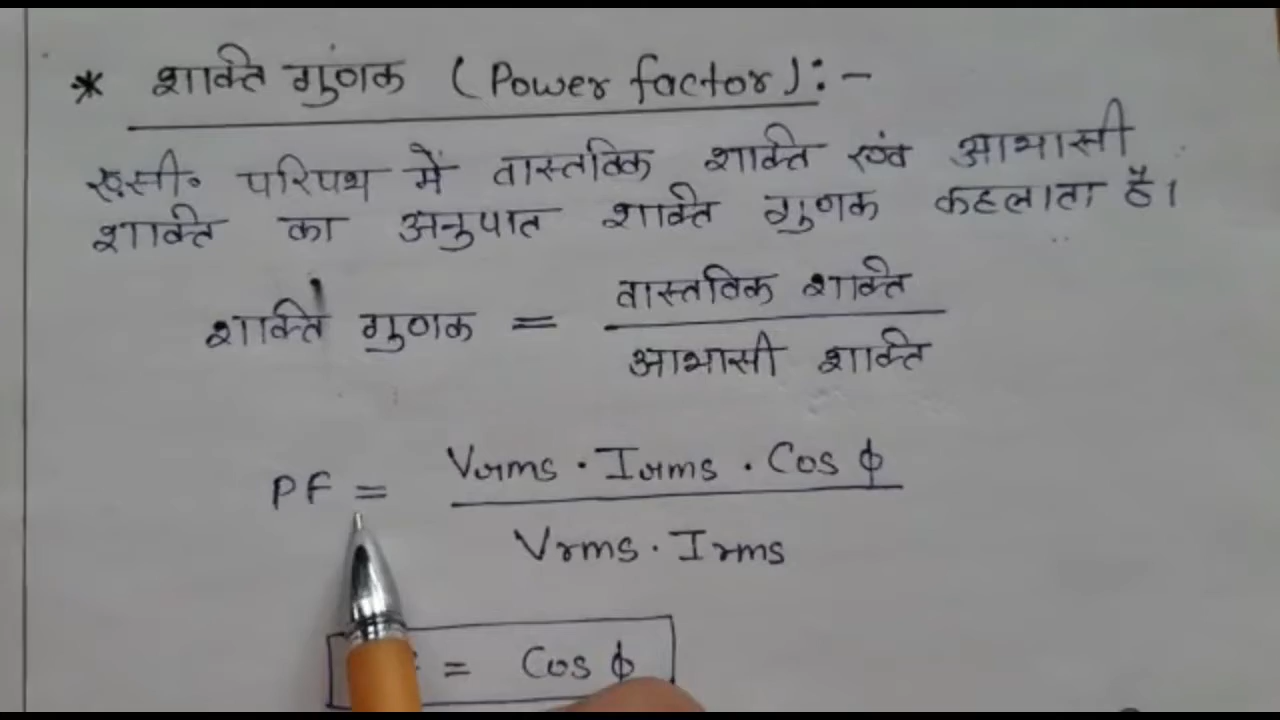 * शक्ति गुंणक (Power factor):-
ए.सी. परिपथ में वास्तविक शक्ति एवं आभासी
शक्ति का अनुपात शक्ति गुणक कहलाता है।
शक्ति गुणक = वास्तविक शक्ति
आभासी शक्ति
PF = Vrms · Irms · Cos ϕ
Vrms · Irms
= Cos ϕ